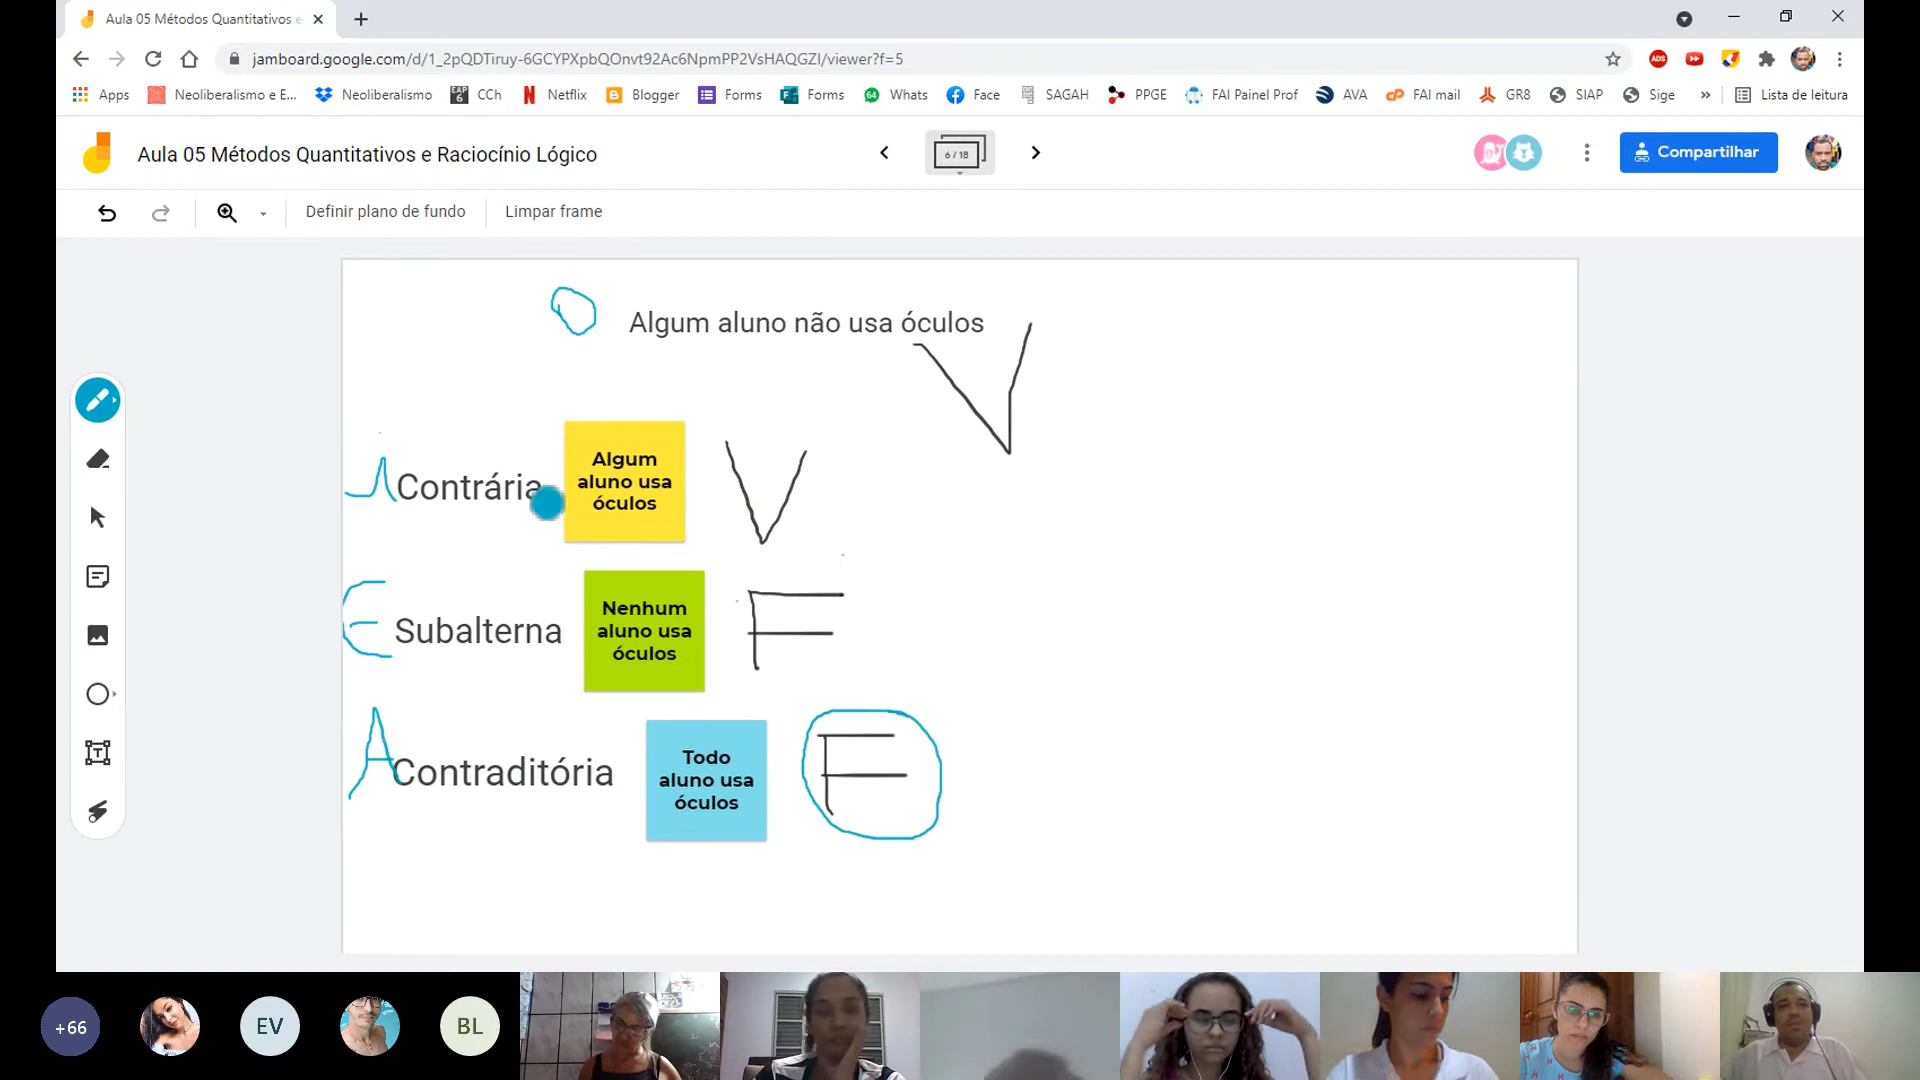 Aula 05 Métodos Quantitativos e
jamboard.google.com/d/1_2pQDTiruy-6GCYPXpbQOnvt92Ac6NpmPP2VsHAQGZI/viewer?f=5
Apps Neoliberalismo e E... Neoliberalismo CCh Netflix Blogger Forms Forms Whats Face SAGAH PPGE FAI Painel Prof AVA FAI mail GR8 SIAP Sige » Lista de leitura
Aula 05 Métodos Quantitativos e Raciocínio Lógico
6 / 18
Compartilhar
Definir plano de fundo Limpar frame
O Algum aluno não usa óculos
V
Contrária
Algum
aluno usa
óculos
V
E Subalterna
Nenhum
aluno usa
óculos
F
A Contraditória
Todo
aluno usa
óculos
F
+66 EV BL